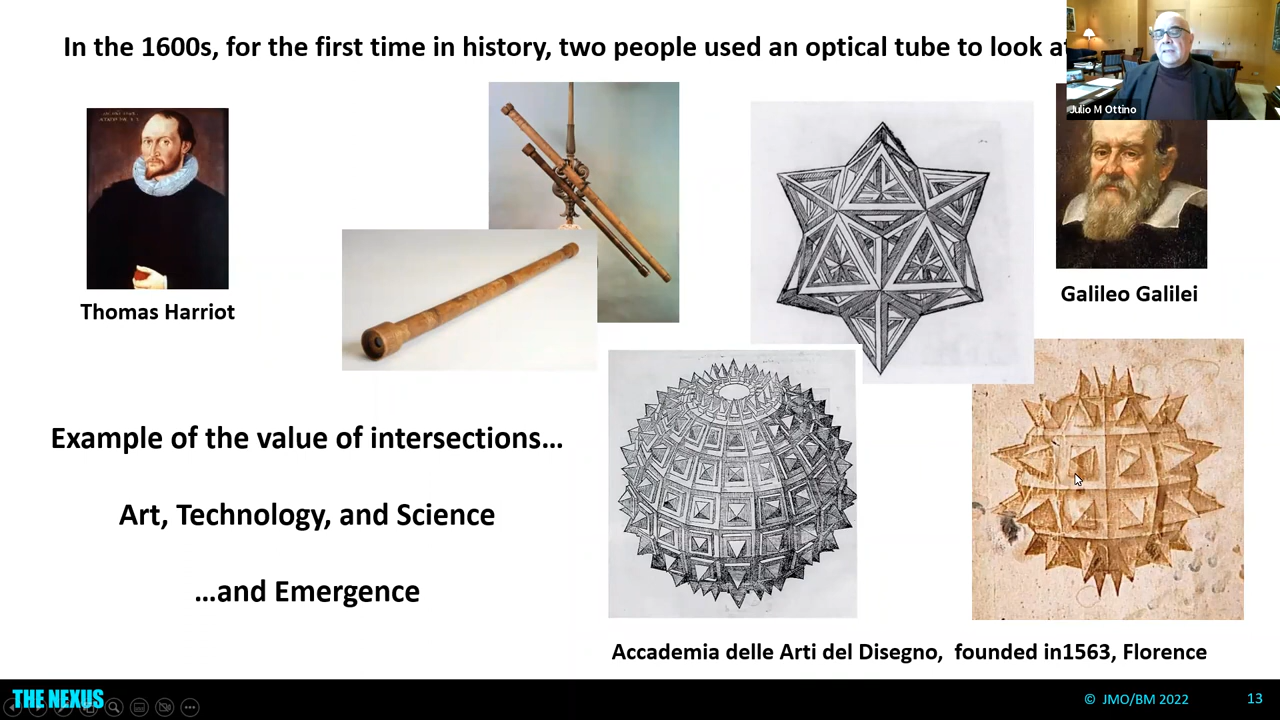 In the 1600s, for the first time in history, two people used an optical tube to look
Julio M Ottino
Thomas Harriot
Galileo Galilei
Example of the value of intersections…
Art, Technology, and Science
…and Emergence
Accademia delle Arti del Disegno, founded in1563, Florence
THE NEXUS
© JMO/BM 2022
13